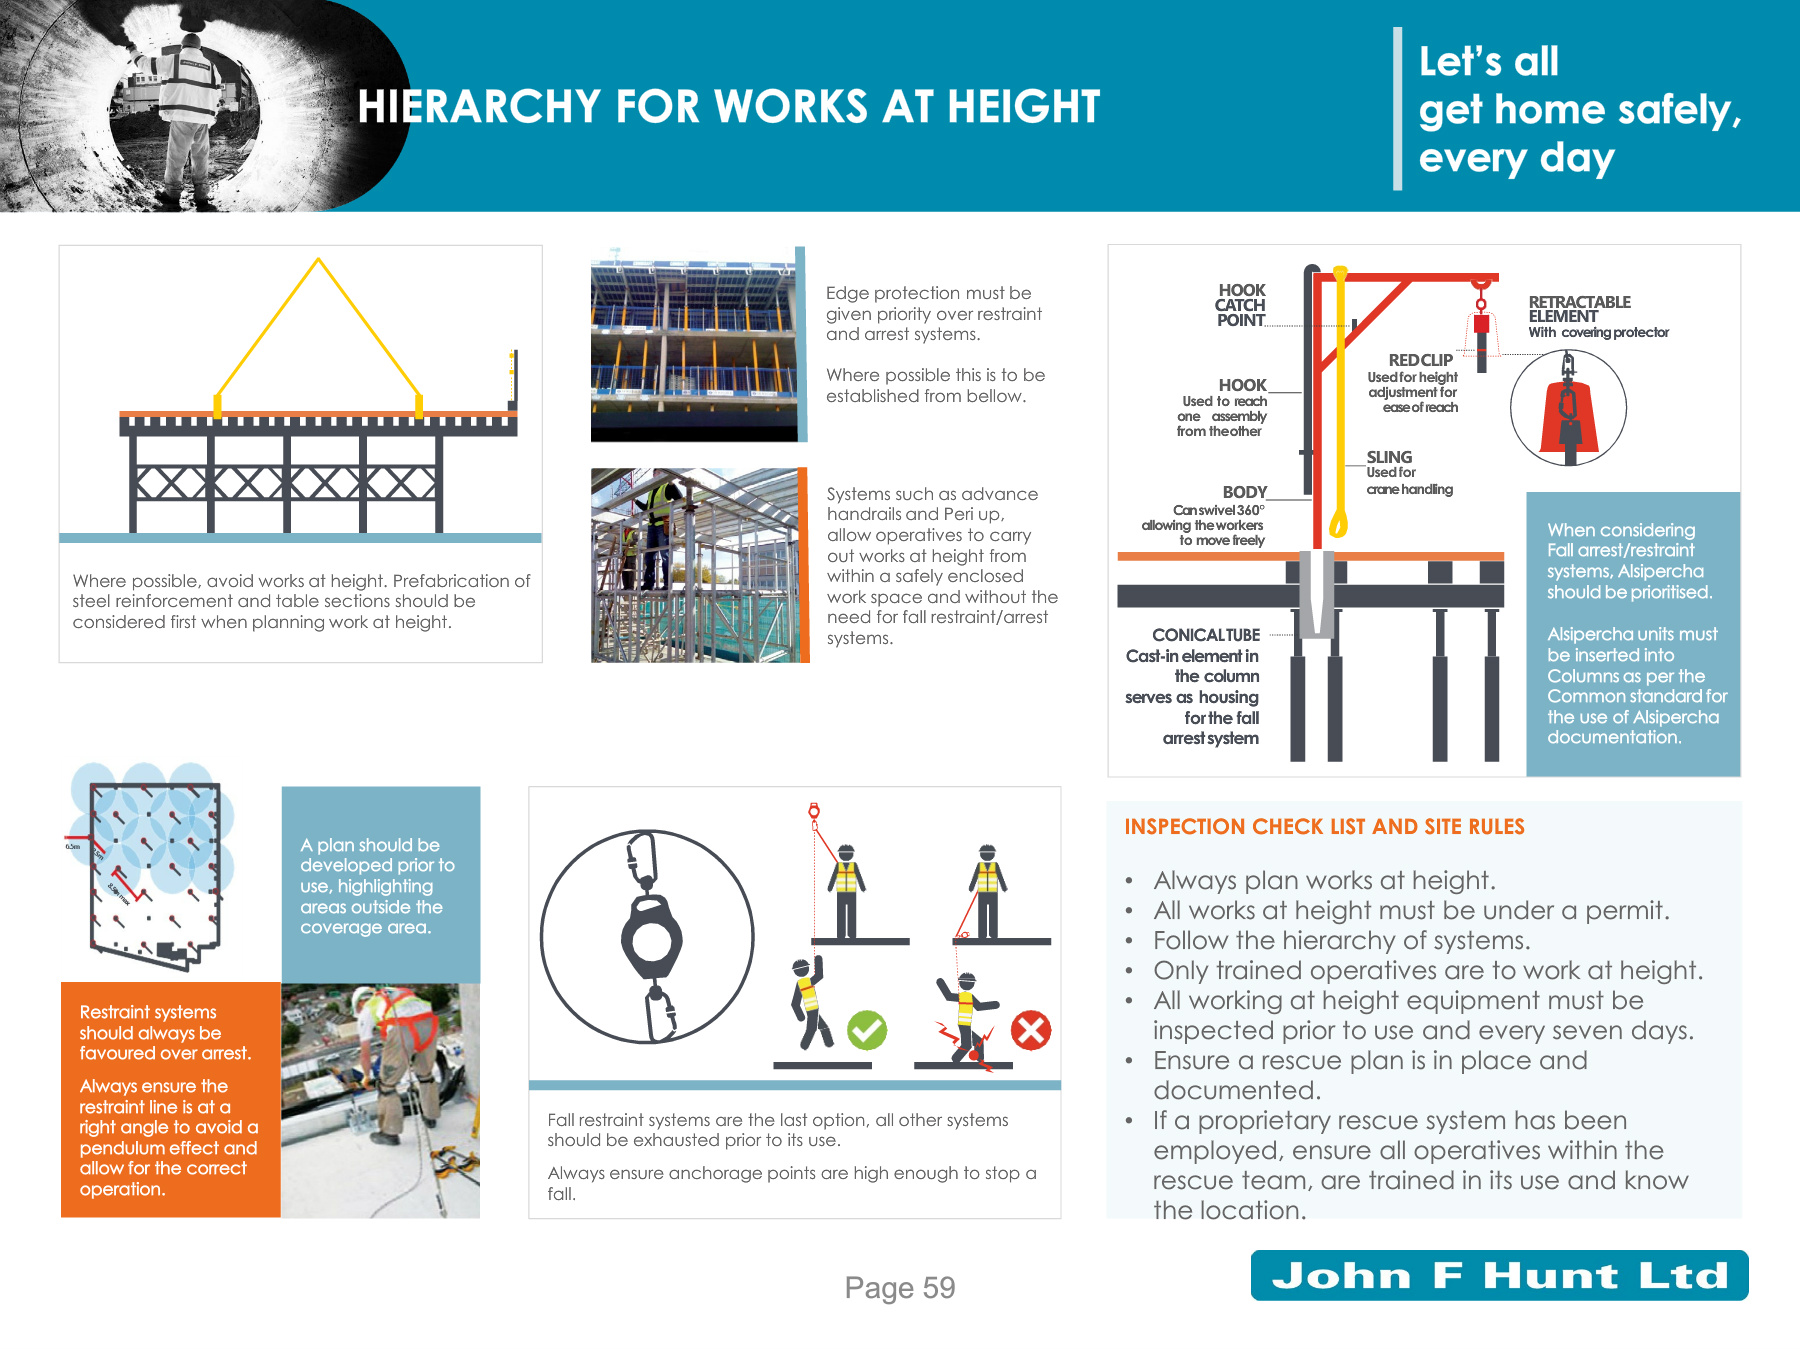 HIERARCHY FOR WORKS AT HEIGHT
Let’s all
get home safely,
every day
Where possible, avoid works at height. Prefabrication of
steel reinforcement and table sections should be
considered first when planning work at height.
Edge protection must be
given priority over restraint
and arrest systems.
Where possible this is to be
established from bellow.
Systems such as advance
handrails and Peri up,
allow operatives to carry
out works at height from
within a safely enclosed
work space and without the
need for fall restraint/arrest
systems.
HOOK
CATCH
POINT
HOOK
Used to reach
one assembly
from the other
BODY
Can swivel 360°
allowing the workers
to move freely
RETRACTABLE
ELEMENT
With covering protector
RED CLIP
Used for height
adjustment for
ease of reach
SLING
Used for
crane handling
CONICAL TUBE
Cast-in element in
the column
serves as housing
for the fall
arrest system
When considering
Fall arrest/restraint
systems, Alsipercha
should be prioritised.
Alsipercha units must
be inserted into
Columns as per the
Common standard for
the use of Alsipercha
documentation.
A plan should be
developed prior to
use, highlighting
areas outside the
coverage area.
Restraint systems
should always be
favoured over arrest.
Always ensure the
restraint line is at a
right angle to avoid a
pendulum effect and
allow for the correct
operation.
Fall restraint systems are the last option, all other systems
should be exhausted prior to its use.
Always ensure anchorage points are high enough to stop a
fall.
INSPECTION CHECK LIST AND SITE RULES
• Always plan works at height.
• All works at height must be under a permit.
• Follow the hierarchy of systems.
• Only trained operatives are to work at height.
• All working at height equipment must be
inspected prior to use and every seven days.
• Ensure a rescue plan is in place and
documented.
• If a proprietary rescue system has been
employed, ensure all operatives within the
rescue team, are trained in its use and know
the location.
Page 59
John F Hunt Ltd